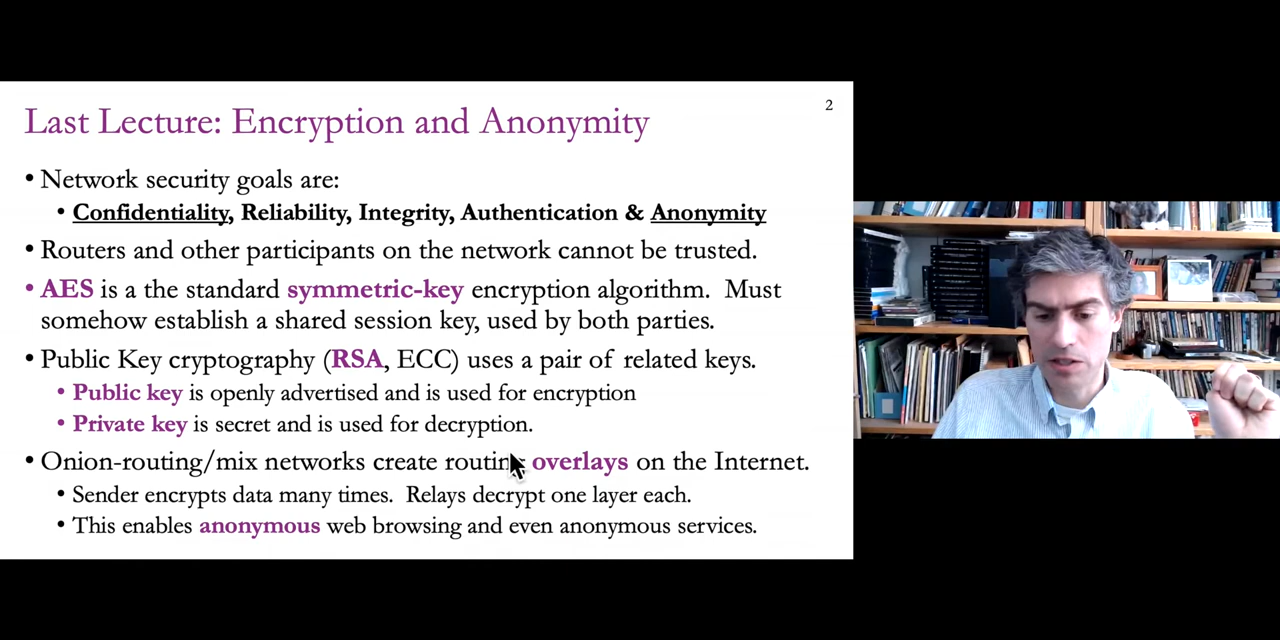 2
Last Lecture: Encryption and Anonymity
• Network security goals are:
• Confidentiality, Reliability, Integrity, Authentication & Anonymity
• Routers and other participants on the network cannot be trusted.
• AES is a the standard symmetric-key encryption algorithm. Must
somehow establish a shared session key, used by both parties.
• Public Key cryptography (RSA, ECC) uses a pair of related keys.
• Public key is openly advertised and is used for encryption
• Private key is secret and is used for decryption.
• Onion-routing/mix networks create routing overlays on the Internet.
• Sender encrypts data many times. Relays decrypt one layer each.
• This enables anonymous web browsing and even anonymous services.